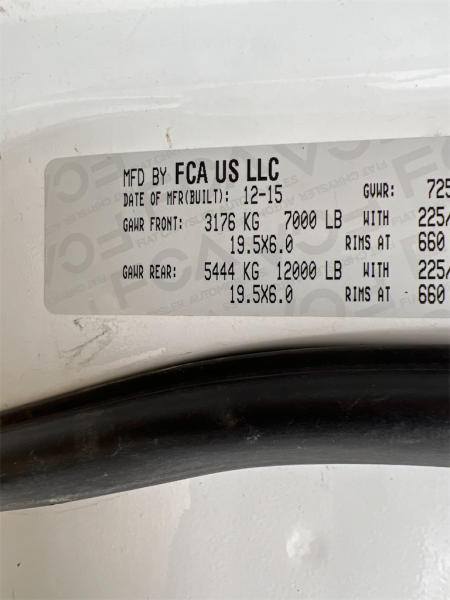 MFD BY FCA US LLC
DATE OF MFR(BUILT): 12-15 GVWR: 725
GAWR FRONT: 3176 KG 7000 LB WITH 225/
19.5X6.0 RIMS AT 660
GAWR REAR: 5444 KG 12000 LB WITH 225/
19.5X6.0 RIMS AT 660